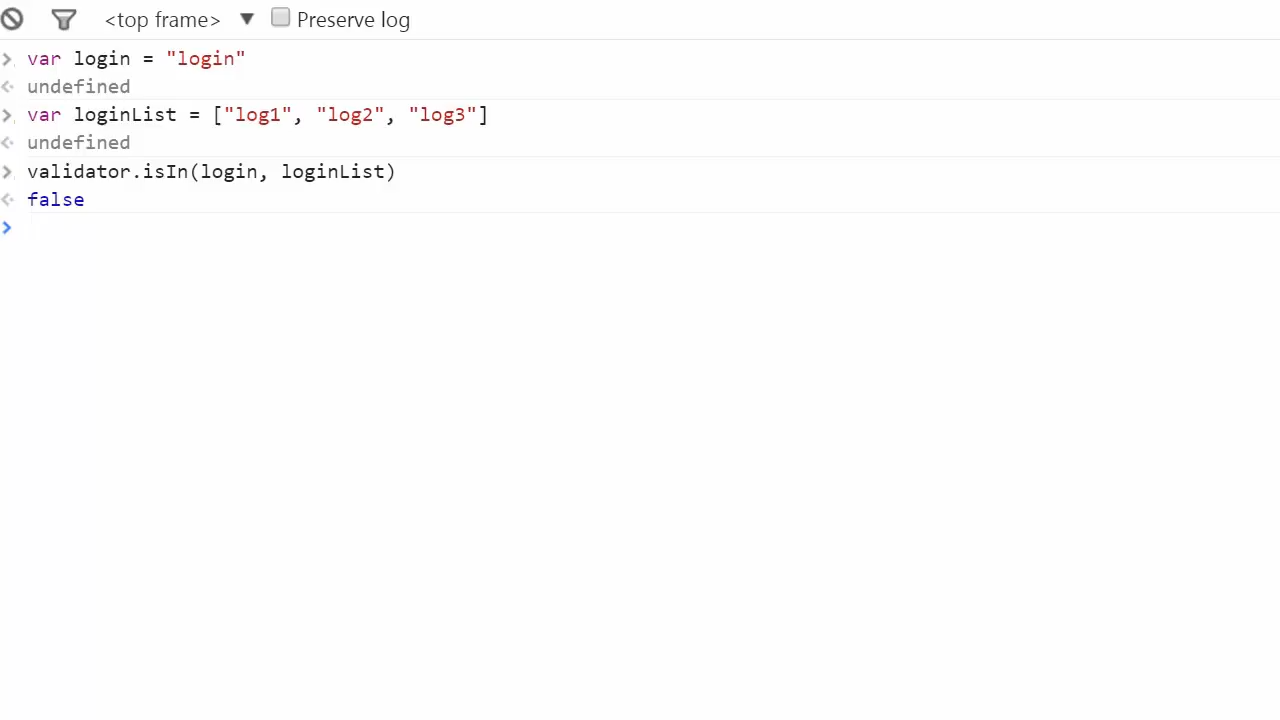 <top frame> ▼ Preserve log
var login = "login"
undefined
var loginList = ["log1", "log2", "log3"]
undefined
validator.isIn(login, loginList)
false